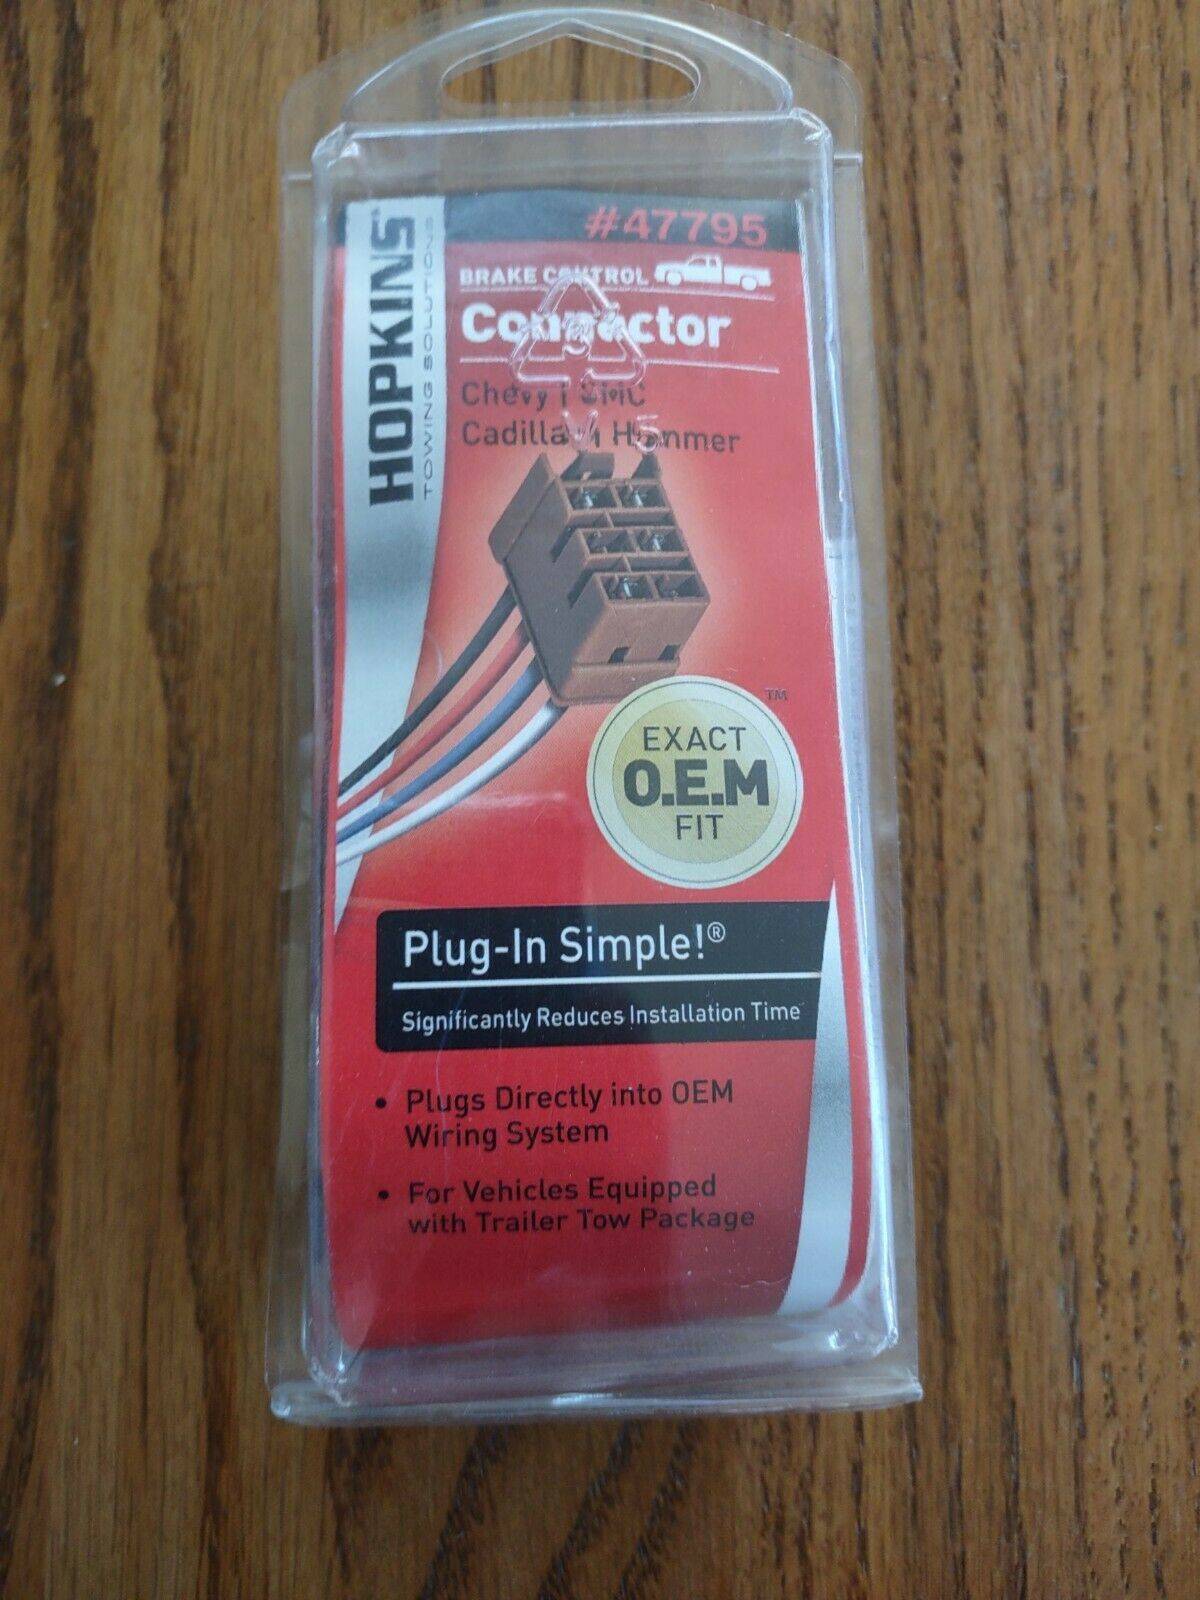 #47795
HOPKINS®
TOWING SOLUTIONS
BRAKE CONTROL
Connector
Chevy | GMC
Cadillac | Hummer
EXACT
O.E.M
FIT
TM
Plug-In Simple!®
Significantly Reduces Installation Time
• Plugs Directly into OEM
Wiring System
• For Vehicles Equipped
with Trailer Tow Package